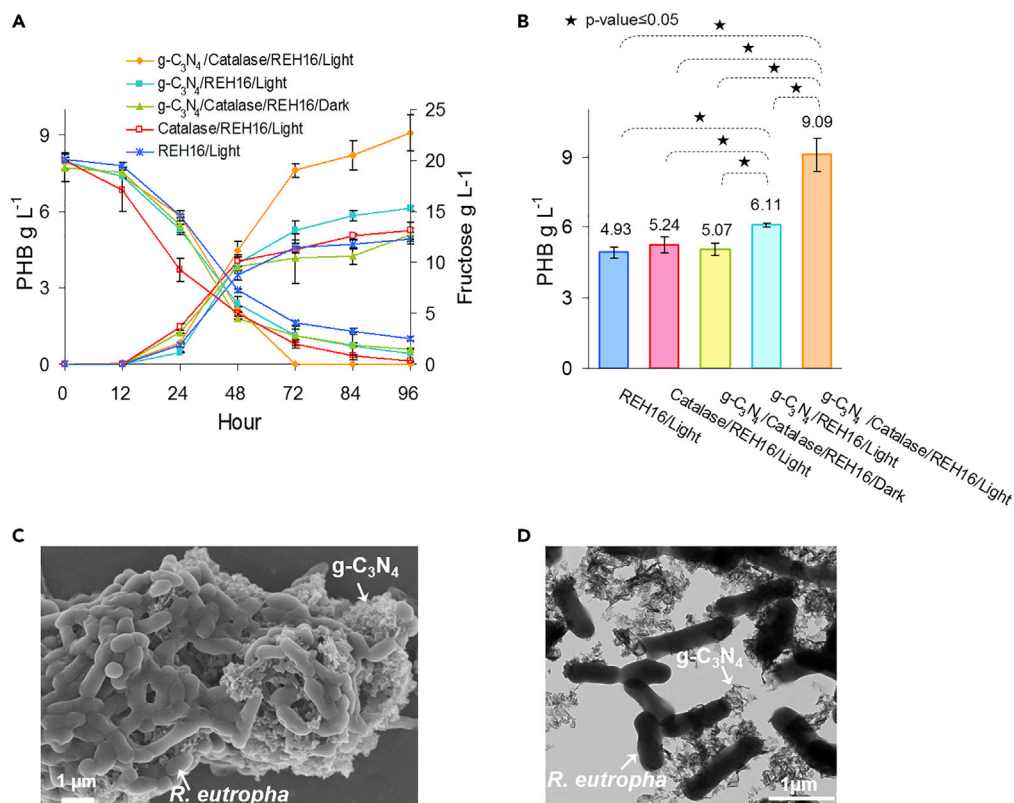 A
g-C₃N₄/Catalase/REH16/Light
g-C₃N₄/REH16/Light
g-C₃N₄/Catalase/REH16/Dark
Catalase/REH16/Light
REH16/Light
PHB g L⁻¹
9
6
3
0
Fructose g L-1
25
20
15
10
5
0
0 12 24 48 72 84 96
Hour
B
★ p-value≤0.05
PHB g L⁻¹
9
6
3
0
4.93
5.24
5.07
6.11
9.09
REH16/Light
Catalase/REH16/Light
g-C₃N₄/Catalase/REH16/Dark
g-C₃N₄/REH16/Light
g-C₃N₄/Catalase/REH16/Light
C
g-C₃N₄
1 µm
R. eutropha
D
g-C₃N₄
R. eutropha
1µm